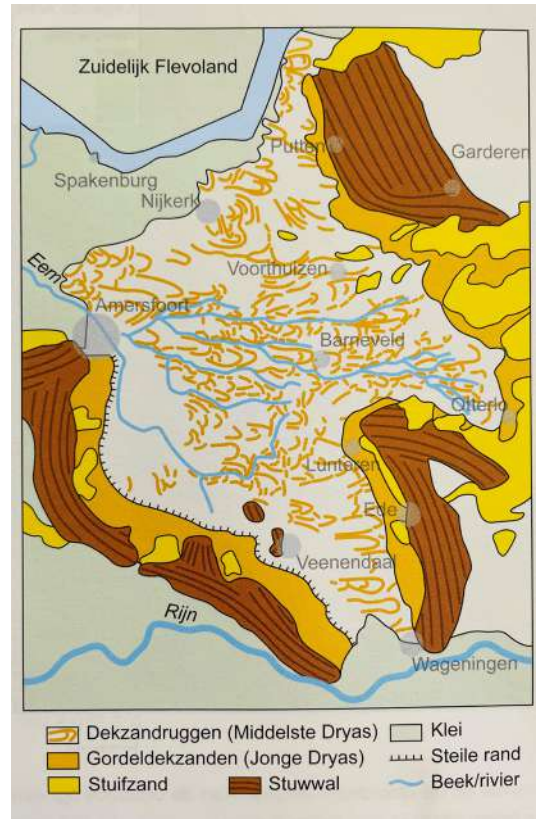 Zuidelijk Flevoland
Putten
Garderen
Spakenburg
Nijkerk
Eem
Voorthuizen
Amersfoort
Barneveld
Otterlo
Lunteren
Ede
Veenendaal
Rijn
Wageningen
Dekzandruggen (Middelste Dryas)
Klei
Gordeldekzanden (Jonge Dryas)
Steile rand
Stuifzand
Stuwwal
Beek/rivier